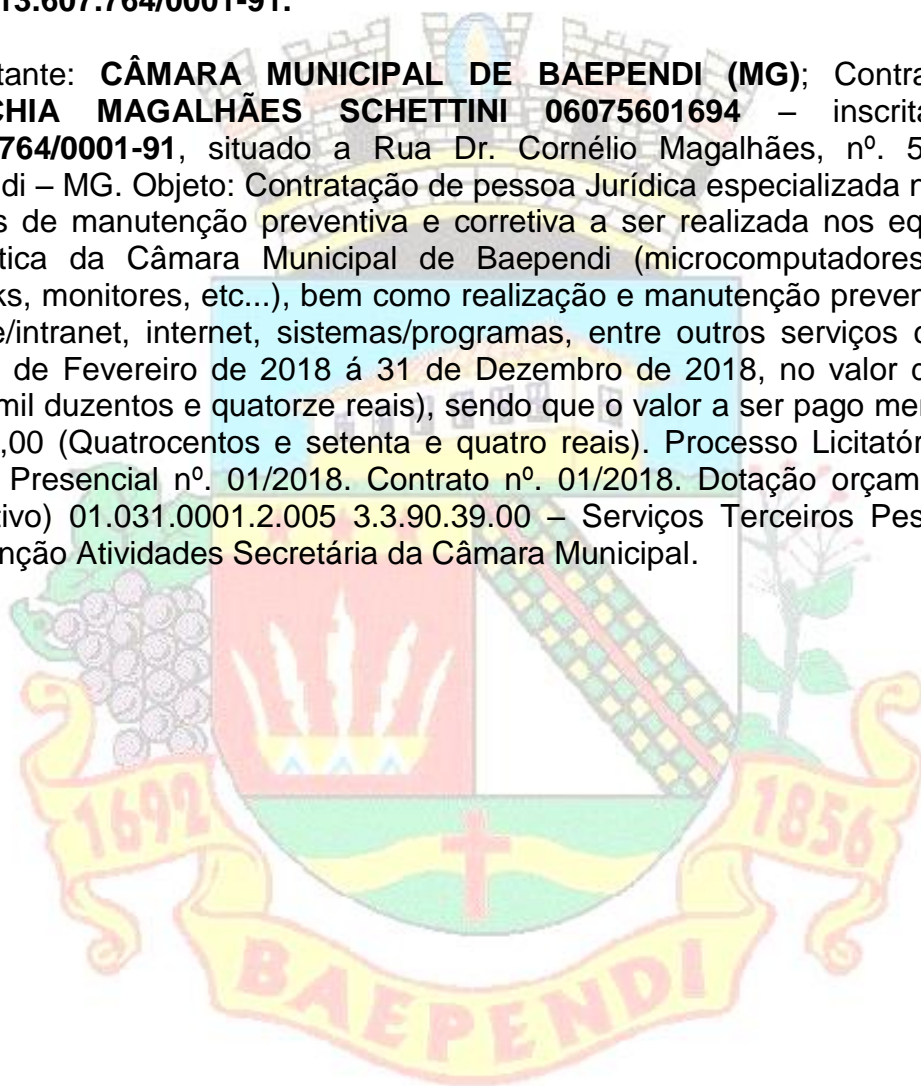 13.607.764/0001-91.
tante: CÂMARA MUNICIPAL DE BAEPENDI (MG); Contra
CHIA MAGALHÃES SCHETTINI 06075601694 – inscrita
764/0001-91, situado a Rua Dr. Cornélio Magalhães, nº. 5
ndi – MG. Objeto: Contratação de pessoa Jurídica especializada n
s de manutenção preventiva e corretiva a ser realizada nos eq
tica da Câmara Municipal de Baependi (microcomputadores
ks, monitores, etc...), bem como realização e manutenção preven
e/intranet, internet, sistemas/programas, entre outros serviços
de Fevereiro de 2018 á 31 de Dezembro de 2018, no valor
mil duzentos e quatorze reais), sendo que o valor a ser pago men
,00 (Quatrocentos e setenta e quatro reais). Processo Licitatór
Presencial nº. 01/2018. Contrato nº. 01/2018. Dotação orçam
tivo) 01.031.0001.2.005 3.3.90.39.00 – Serviços Terceiros Pes
nção Atividades Secretária da Câmara Municipal.
1692
1856
BAEPENDI